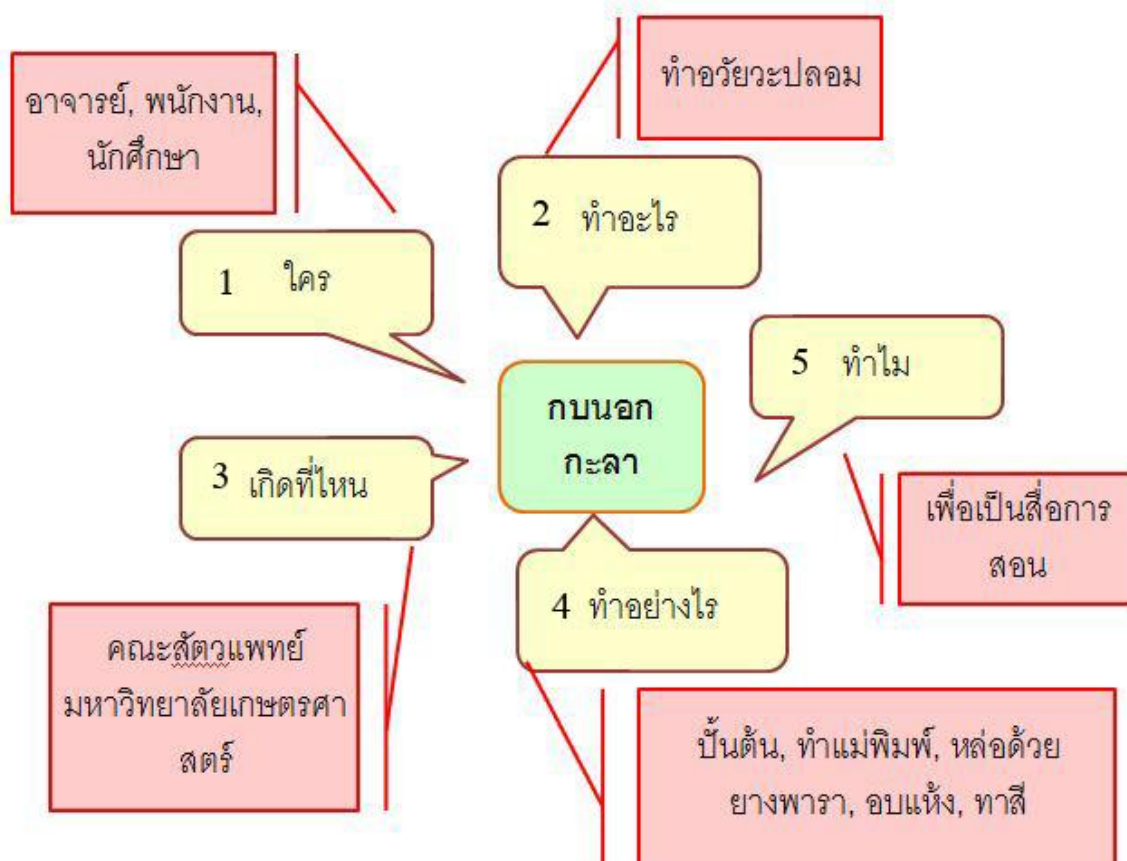 อาจารย์, พนักงาน,
นักศึกษา
ทำอวัยวะปลอม
1 ใคร
2 ทำอะไร
กบนอก
กะลา
5 ทำไม
3 เกิดที่ไหน
เพื่อเป็นสื่อการ
สอน
4 ทำอย่างไร
คณะสัตวแพทย์
มหาวิทยาลัยเกษตรศา
สตร์
ปั้นต้น, ทำแม่พิมพ์, หล่อด้วย
ยางพารา, อบแห้ง, ทาสี